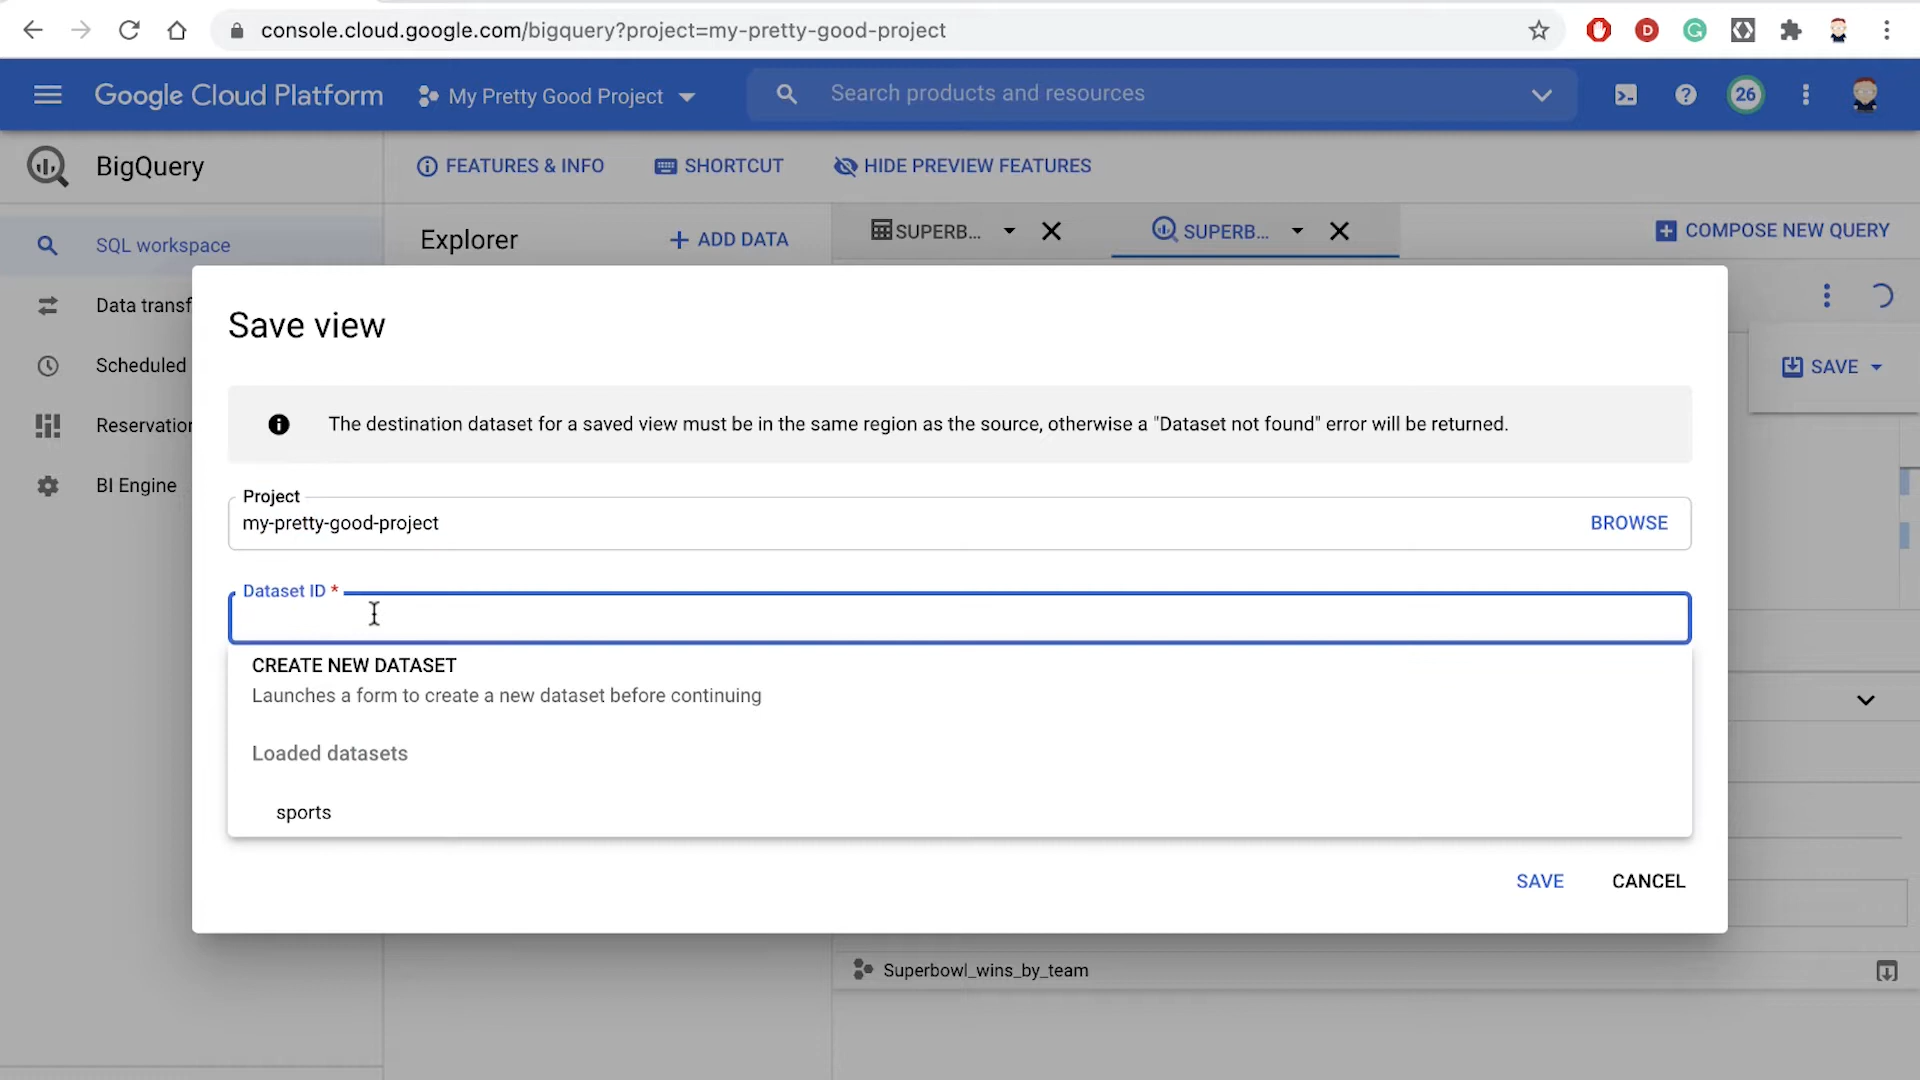 console.cloud.google.com/bigquery?project=my-pretty-good-project
Google Cloud Platform
My Pretty Good Project
Search products and resources
26
BigQuery
FEATURES & INFO
SHORTCUT
HIDE PREVIEW FEATURES
SQL workspace
Explorer
+ ADD DATA
SUPERB...
SUPERB...
COMPOSE NEW QUERY
Data transf
Scheduled
Reservation
BI Engine
SAVE
Save view
The destination dataset for a saved view must be in the same region as the source, otherwise a "Dataset not found" error will be returned.
Project
my-pretty-good-project
BROWSE
Dataset ID *
CREATE NEW DATASET
Launches a form to create a new dataset before continuing
Loaded datasets
sports
SAVE
CANCEL
Superbowl_wins_by_team